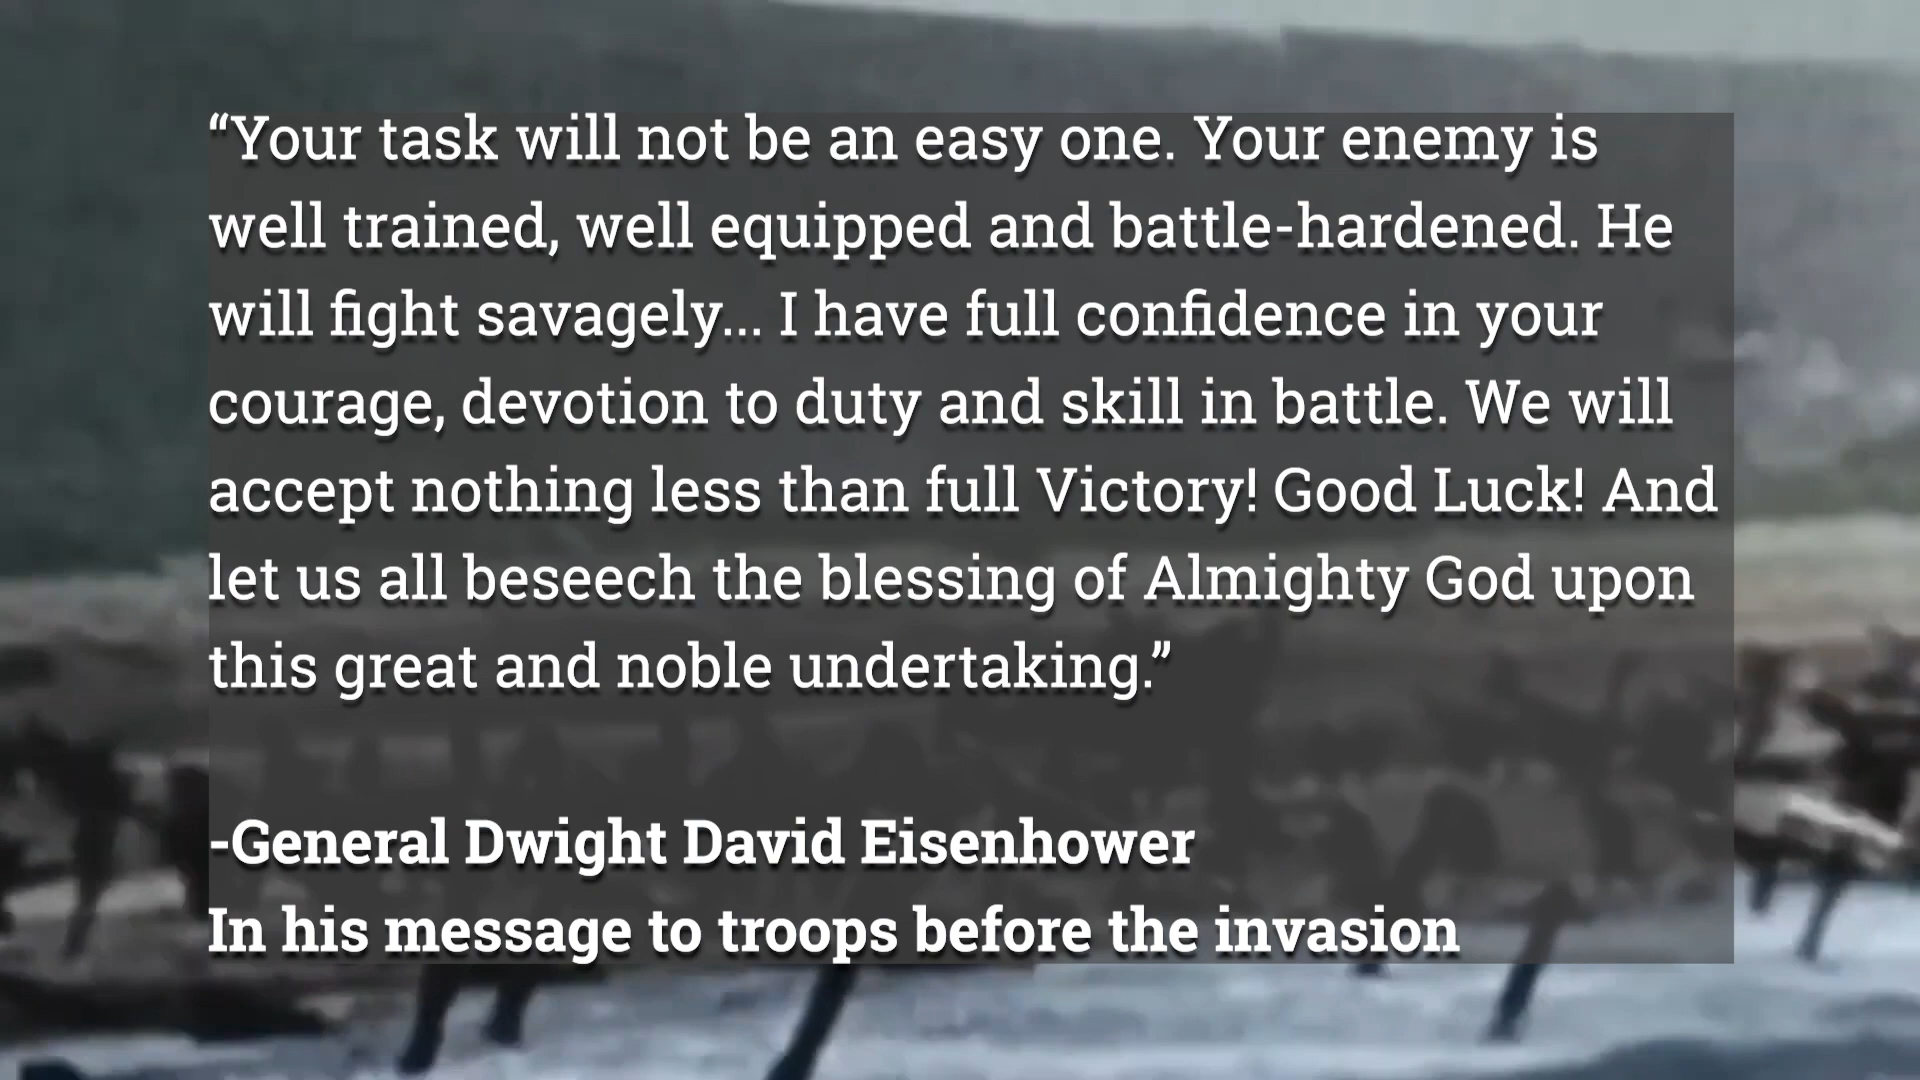 “Your task will not be an easy one. Your enemy is
well trained, well equipped and battle-hardened. He
will fight savagely... I have full confidence in your
courage, devotion to duty and skill in battle. We will
accept nothing less than full Victory! Good Luck! And
let us all beseech the blessing of Almighty God upon
this great and noble undertaking.”
-General Dwight David Eisenhower
In his message to troops before the invasion